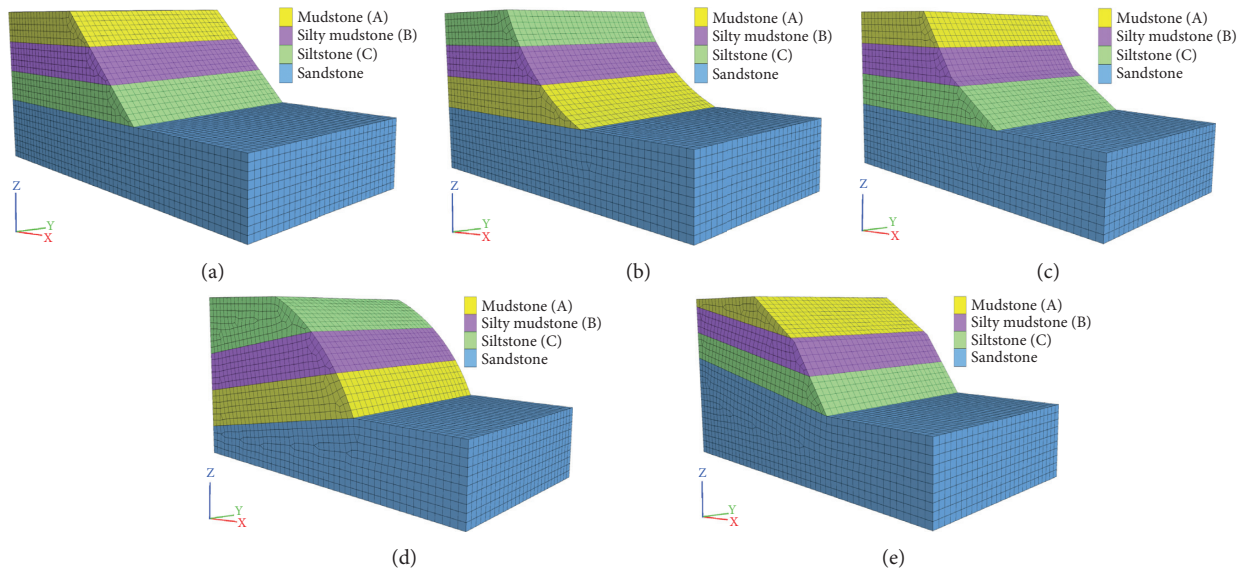 Mudstone (A)
Silty mudstone (B)
Siltstone (C)
Sandstone
Z
Y
X
(a)
Mudstone (A)
Silty mudstone (B)
Siltstone (C)
Sandstone
Z
Y
X
(b)
Mudstone (A)
Silty mudstone (B)
Siltstone (C)
Sandstone
Z
Y
X
(c)
Mudstone (A)
Silty mudstone (B)
Siltstone (C)
Sandstone
Z
Y
X
(d)
Mudstone (A)
Silty mudstone (B)
Siltstone (C)
Sandstone
Z
Y
X
(e)